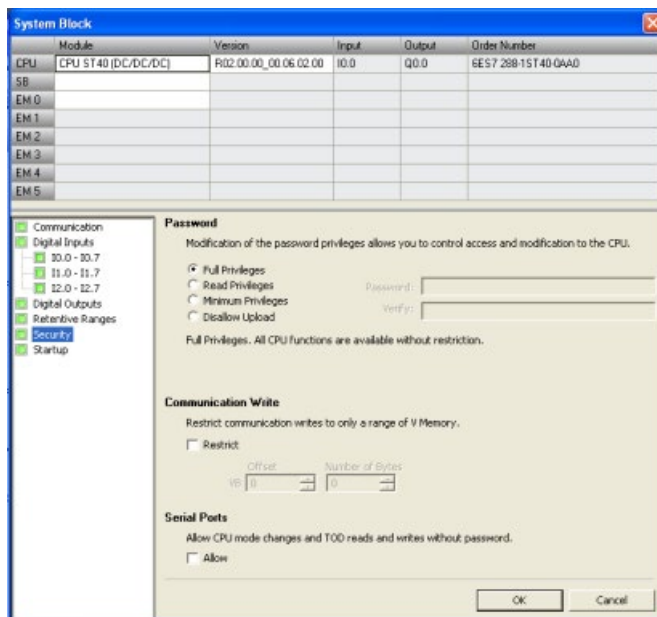 System Block
Module Version Input Output Order Number
CPU CPU ST40 (DC/DC/DC) R02.00.00_00.06.02.00 I0.0 Q0.0 6ES7 288-1ST40-0AA0
SB
EM 0
EM 1
EM 2
EM 3
EM 4
EM 5
Communication
Digital Inputs
I0.0 - I0.7
I1.0 - I1.7
I2.0 - I2.7
Digital Outputs
Retentive Ranges
Security
Startup
Password
Modification of the password privileges allows you to control access and modification to the CPU.
Full Privileges
Read Privileges Password:
Minimum Privileges Verify:
Disallow Upload
Full Privileges. All CPU functions are available without restriction.
Communication Write
Restrict communication writes to only a range of V Memory.
Restrict
Offset Number of Bytes
VB 0 0
Serial Ports
Allow CPU mode changes and TOD reads and writes without password.
Allow
OK Cancel